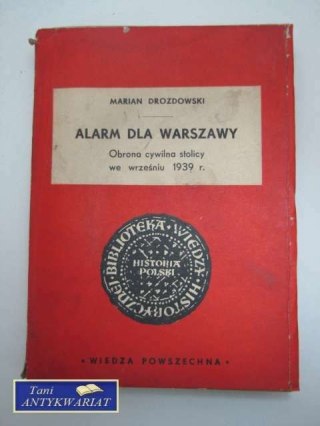 MARIAN DROZDOWSKI
ALARM DLA WARSZAWY
Obrona cywilna stolicy
we wrześniu 1939 r.
BIBLIOTEKA • WIEDZY • HISTORYCZNEJ •
HISTORIA
POLSKI
• WIEDZA POWSZECHNA •
Tani
ANTYKWARIAT